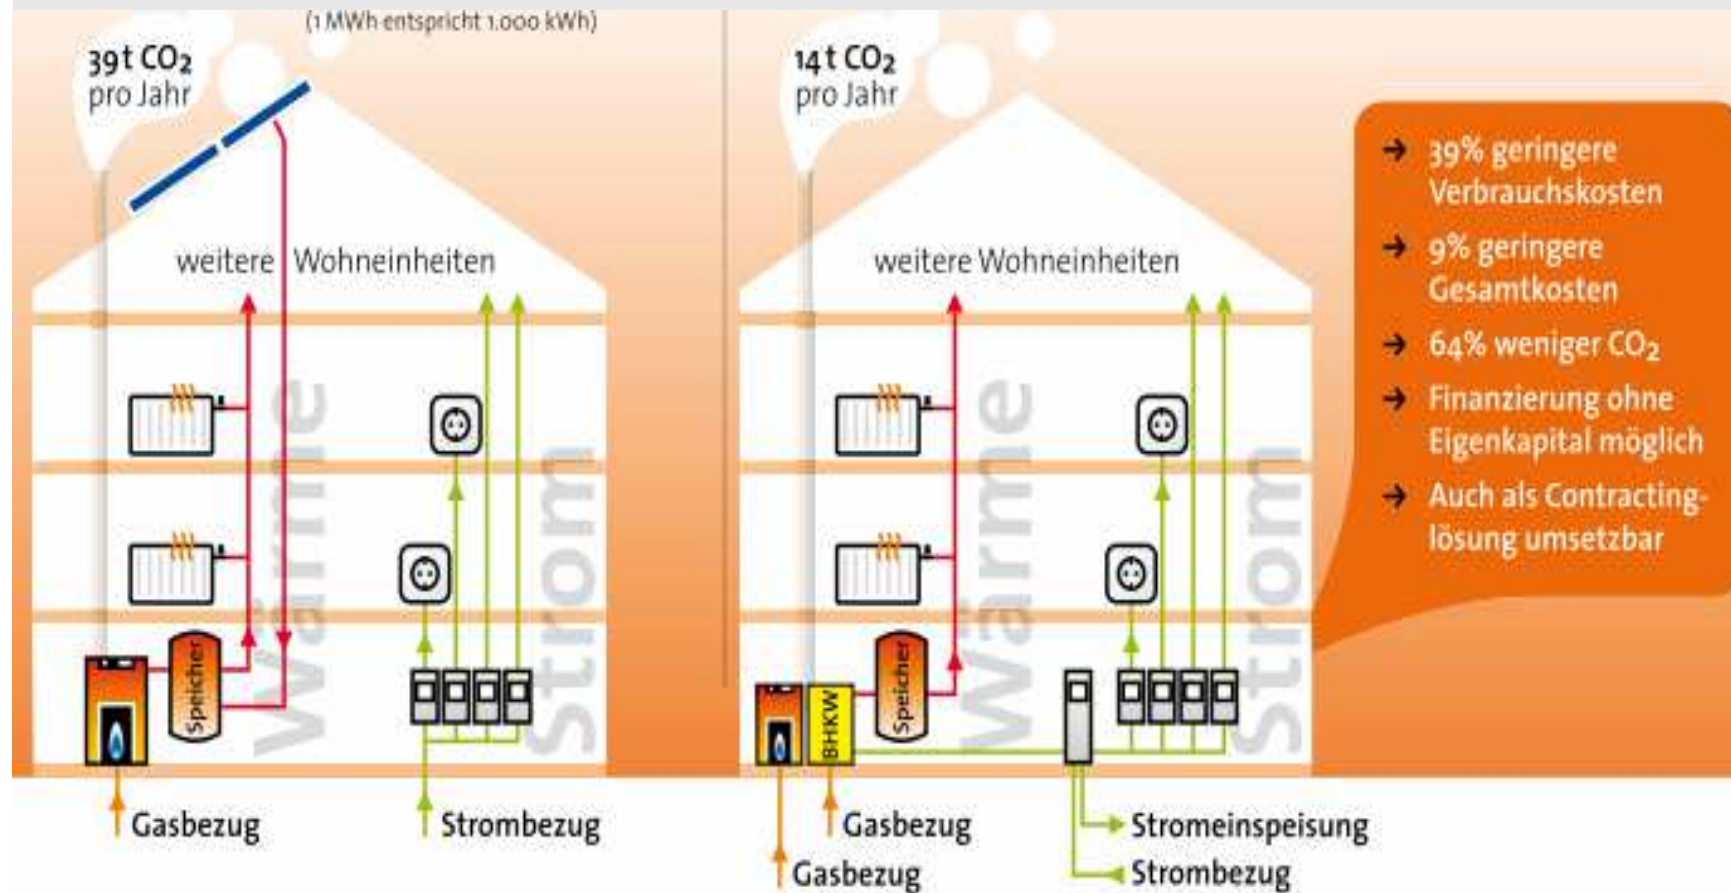 (1 MWh entspricht 1.000 kWh)
39 t CO₂
pro Jahr
weitere Wohneinheiten
Wärme
Strom
Speicher
Gasbezug
Strombezug
14 t CO₂
pro Jahr
weitere Wohneinheiten
Wärme
Strom
BHKW
Speicher
Gasbezug
Gasbezug
Stromeinspeisung
Strombezug
→ 39% geringere
Verbrauchskosten
→ 9% geringere
Gesamtkosten
→ 64% weniger CO₂
→ Finanzierung ohne
Eigenkapital möglich
→ Auch als Contracting-
lösung umsetzbar